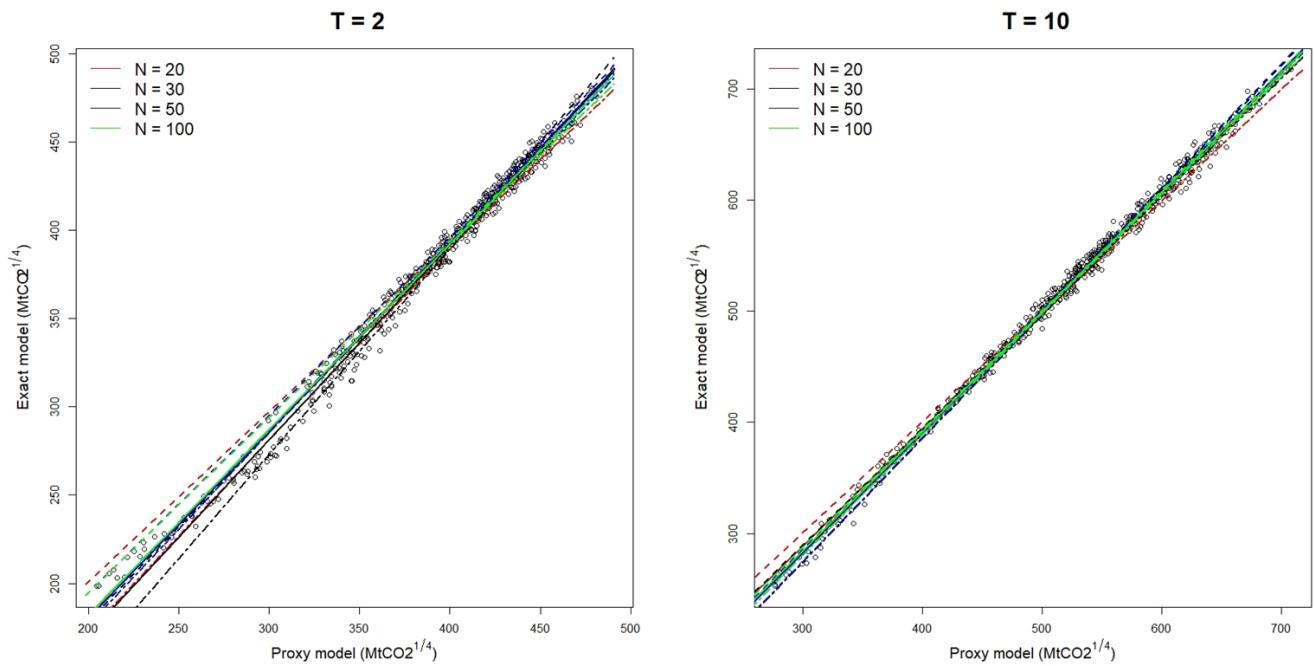 T = 2
N = 20
N = 30
N = 50
N = 100
500
450
400
350
300
250
200
Exact model (MtCO2^1/4)
200 250 300 350 400 450 500
Proxy model (MtCO2^1/4)
T = 10
N = 20
N = 30
N = 50
N = 100
700
600
500
400
300
Exact model (MtCO2^1/4)
300 400 500 600 700
Proxy model (MtCO2^1/4)